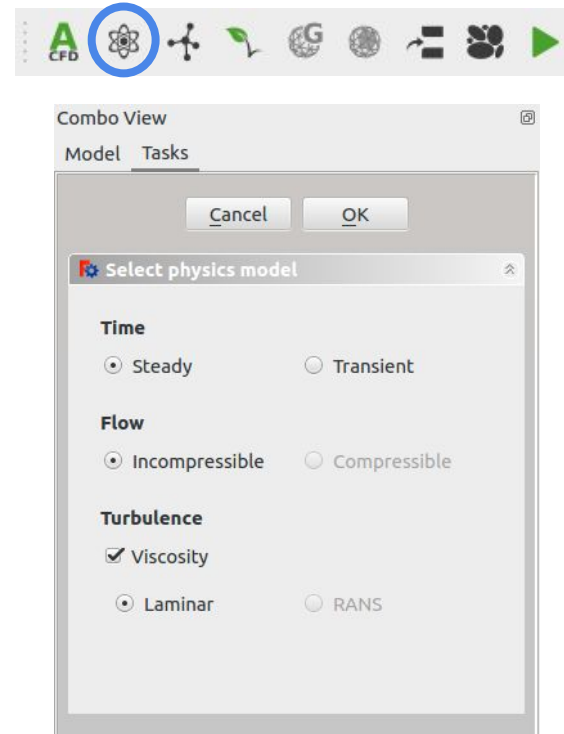 A
CFD
G
Combo View
Model Tasks
Cancel OK
Select physics model
Time
Steady Transient
Flow
Incompressible Compressible
Turbulence
Viscosity
Laminar RANS